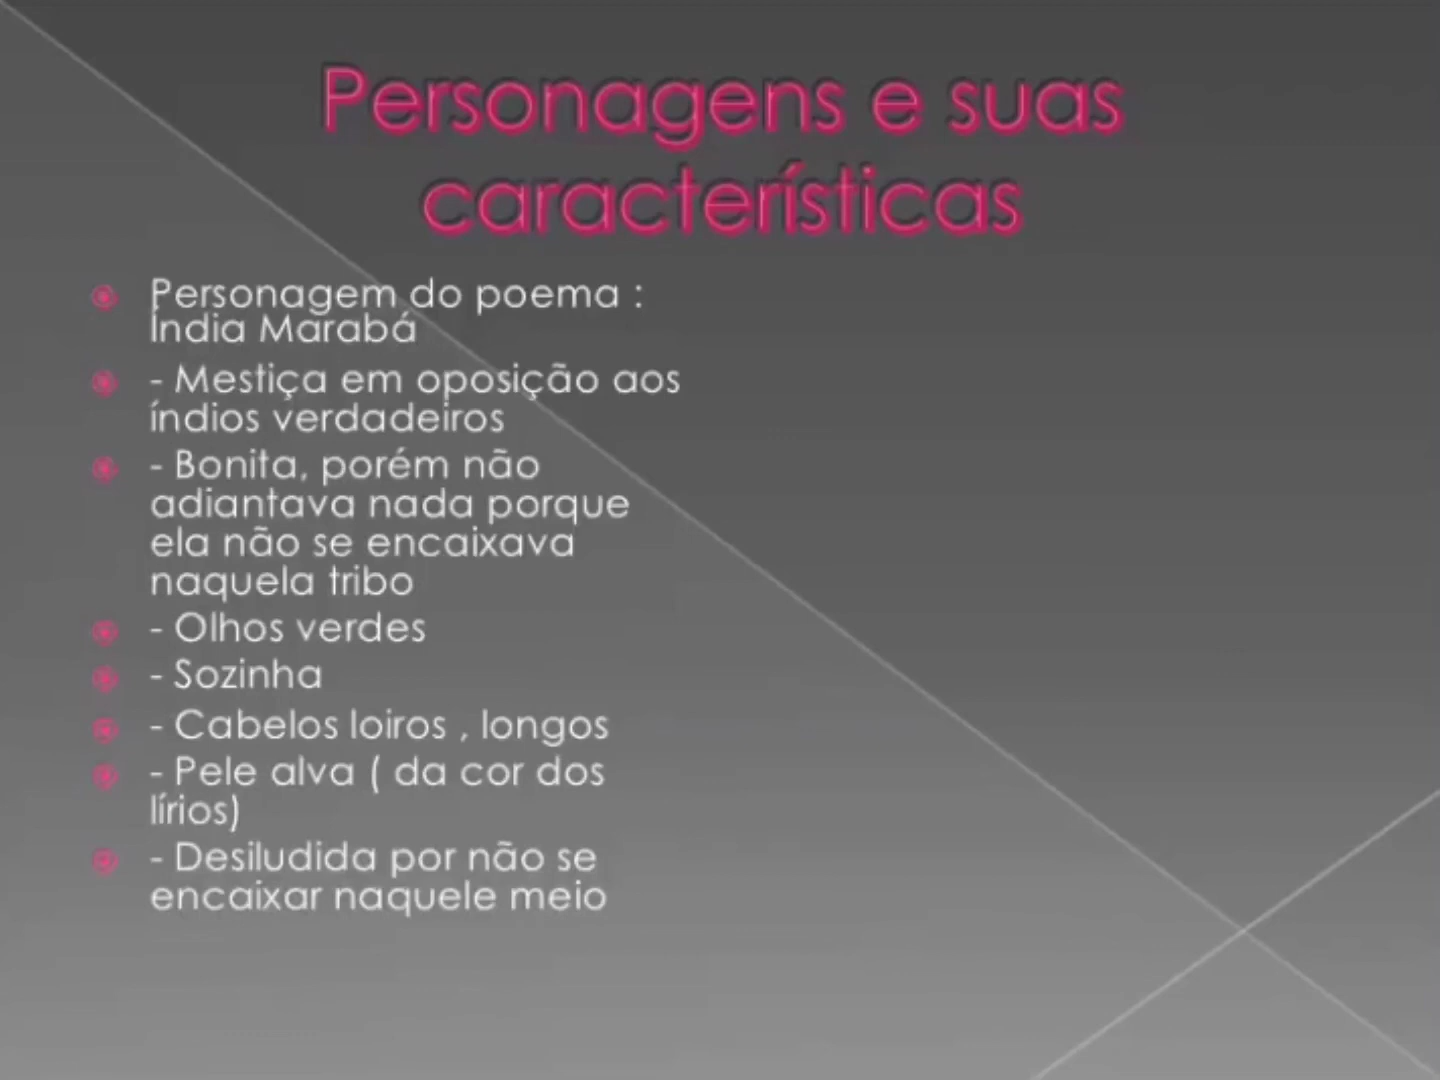 Personagens e suas
características
Personagem do poema :
Índia Marabá
- Mestiça em oposição aos
índios verdadeiros
- Bonita, porém não
adiantava nada porque
ela não se encaixava
naquela tribo
- Olhos verdes
- Sozinha
- Cabelos loiros , longos
- Pele alva ( da cor dos
lírios)
- Desiludida por não se
encaixar naquele meio